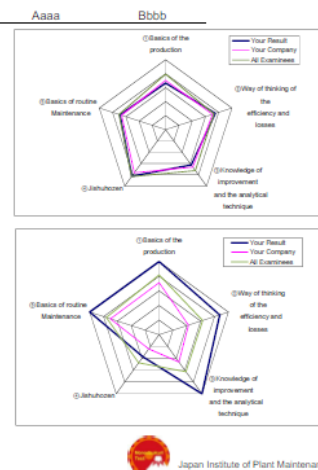 Aaaa Bbbb
①Basics of the
production
Your Result
Your Company
All Examinees
②Way of thinking of
the
efficiency and
losses
③Knowledge of
improvement
and the analytical
technique
④Jishuhozen
⑤Basics of routine
Maintenance
①Basics of the
production
Your Result
Your Company
All Examinees
②Way of thinking
of the
efficiency and
losses
③Knowledge of
improvement
and the analytical
technique
④Jishuhozen
⑤Basics of routine
Maintenance
Japan Institute of Plant Maintenan